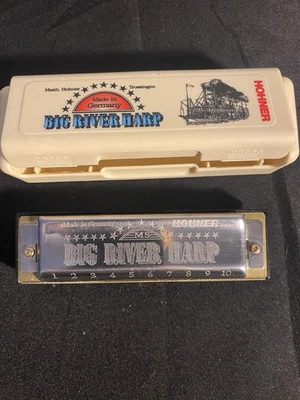 Matth. Hohner Trossingen
Made in
Germany
HOHNER
BIG RIVER HARP
Made in Germany
HOHNER
MS
BIG RIVER HARP
1 2 3 4 5 6 7 8 9 10